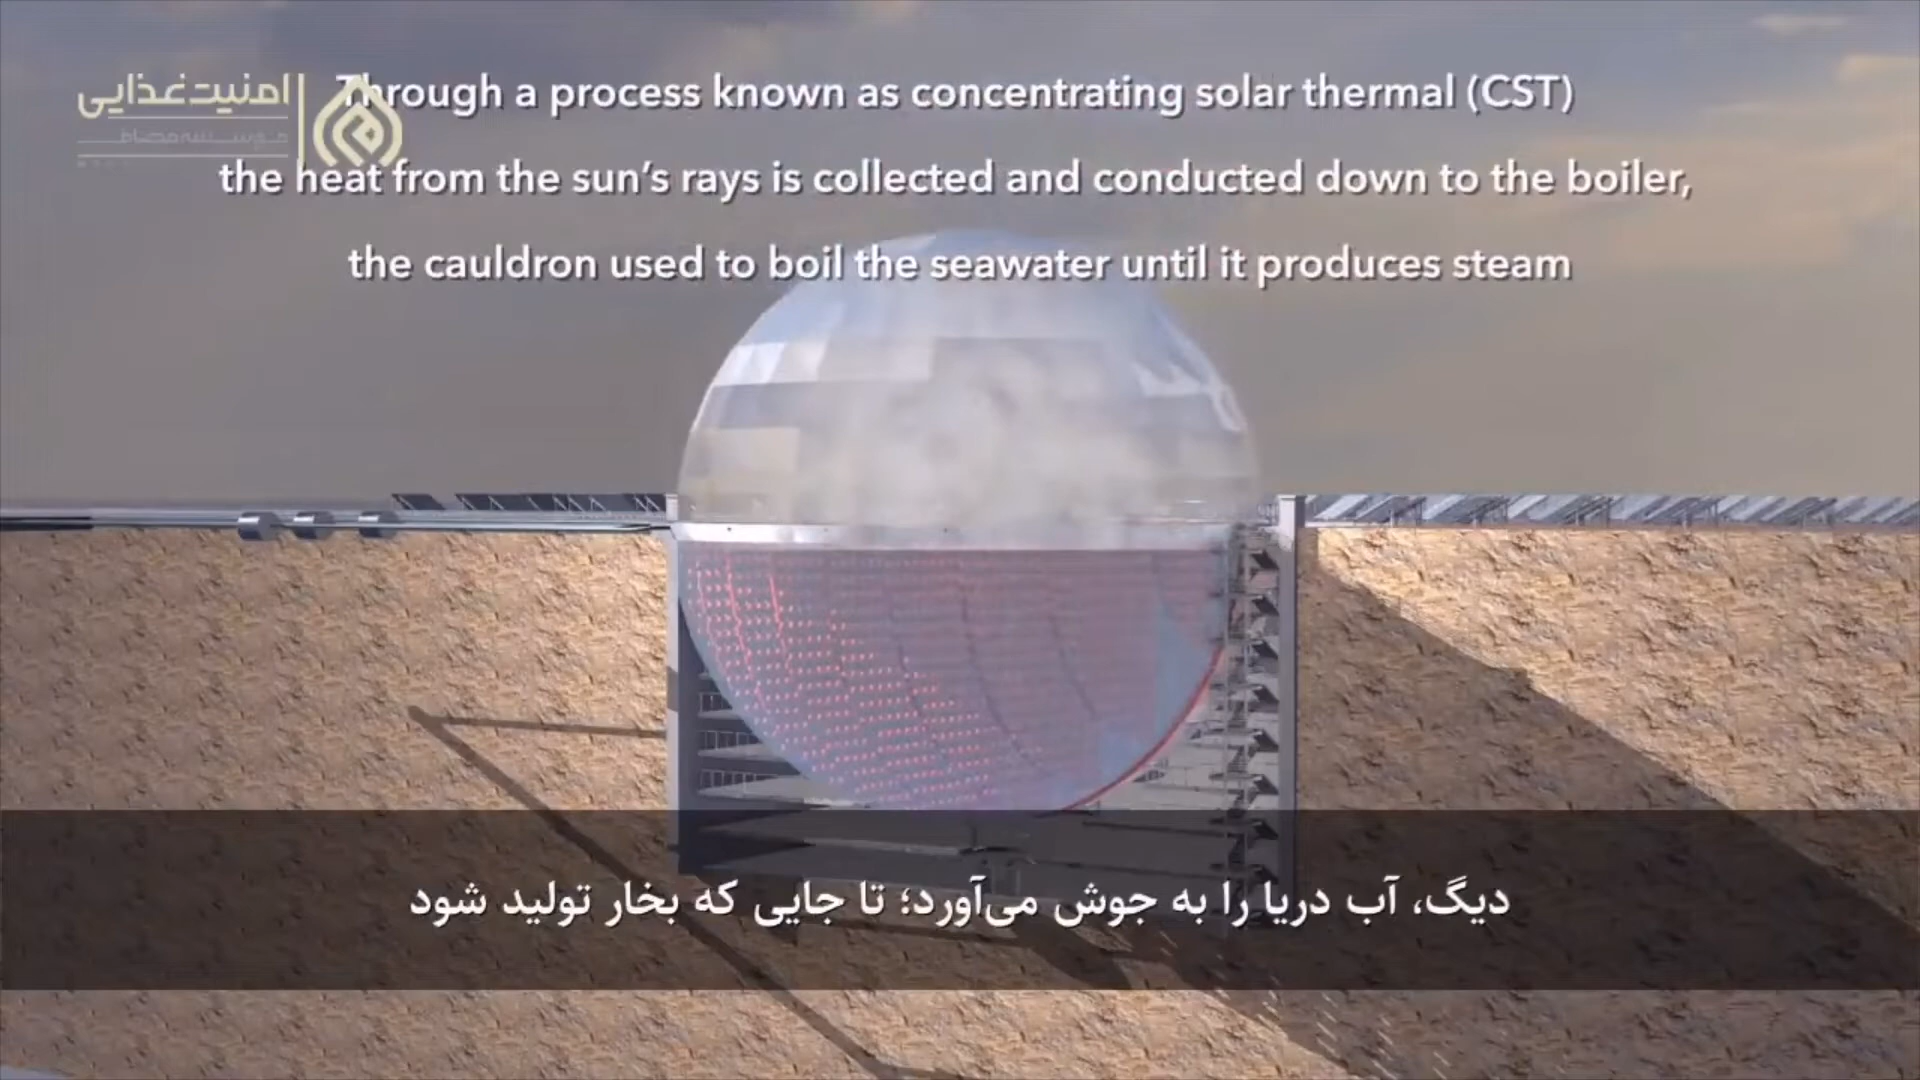 امنیت غذایی
Through a process known as concentrating solar thermal (CST)
the heat from the sun's rays is collected and conducted down to the boiler,
the cauldron used to boil the seawater until it produces steam
دیگ، آب دریا را به جوش می‌آورد؛ تا جایی که بخار تولید شود